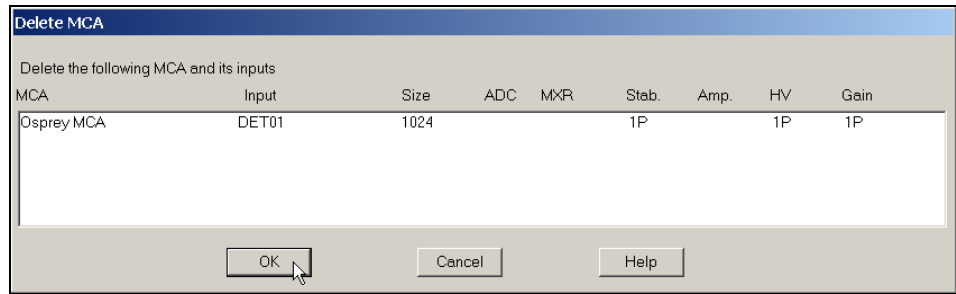 Delete MCA
Delete the following MCA and its inputs
MCA Input Size ADC MXR Stab. Amp. HV Gain
Osprey MCA DET01 1024 1P 1P 1P
OK Cancel Help